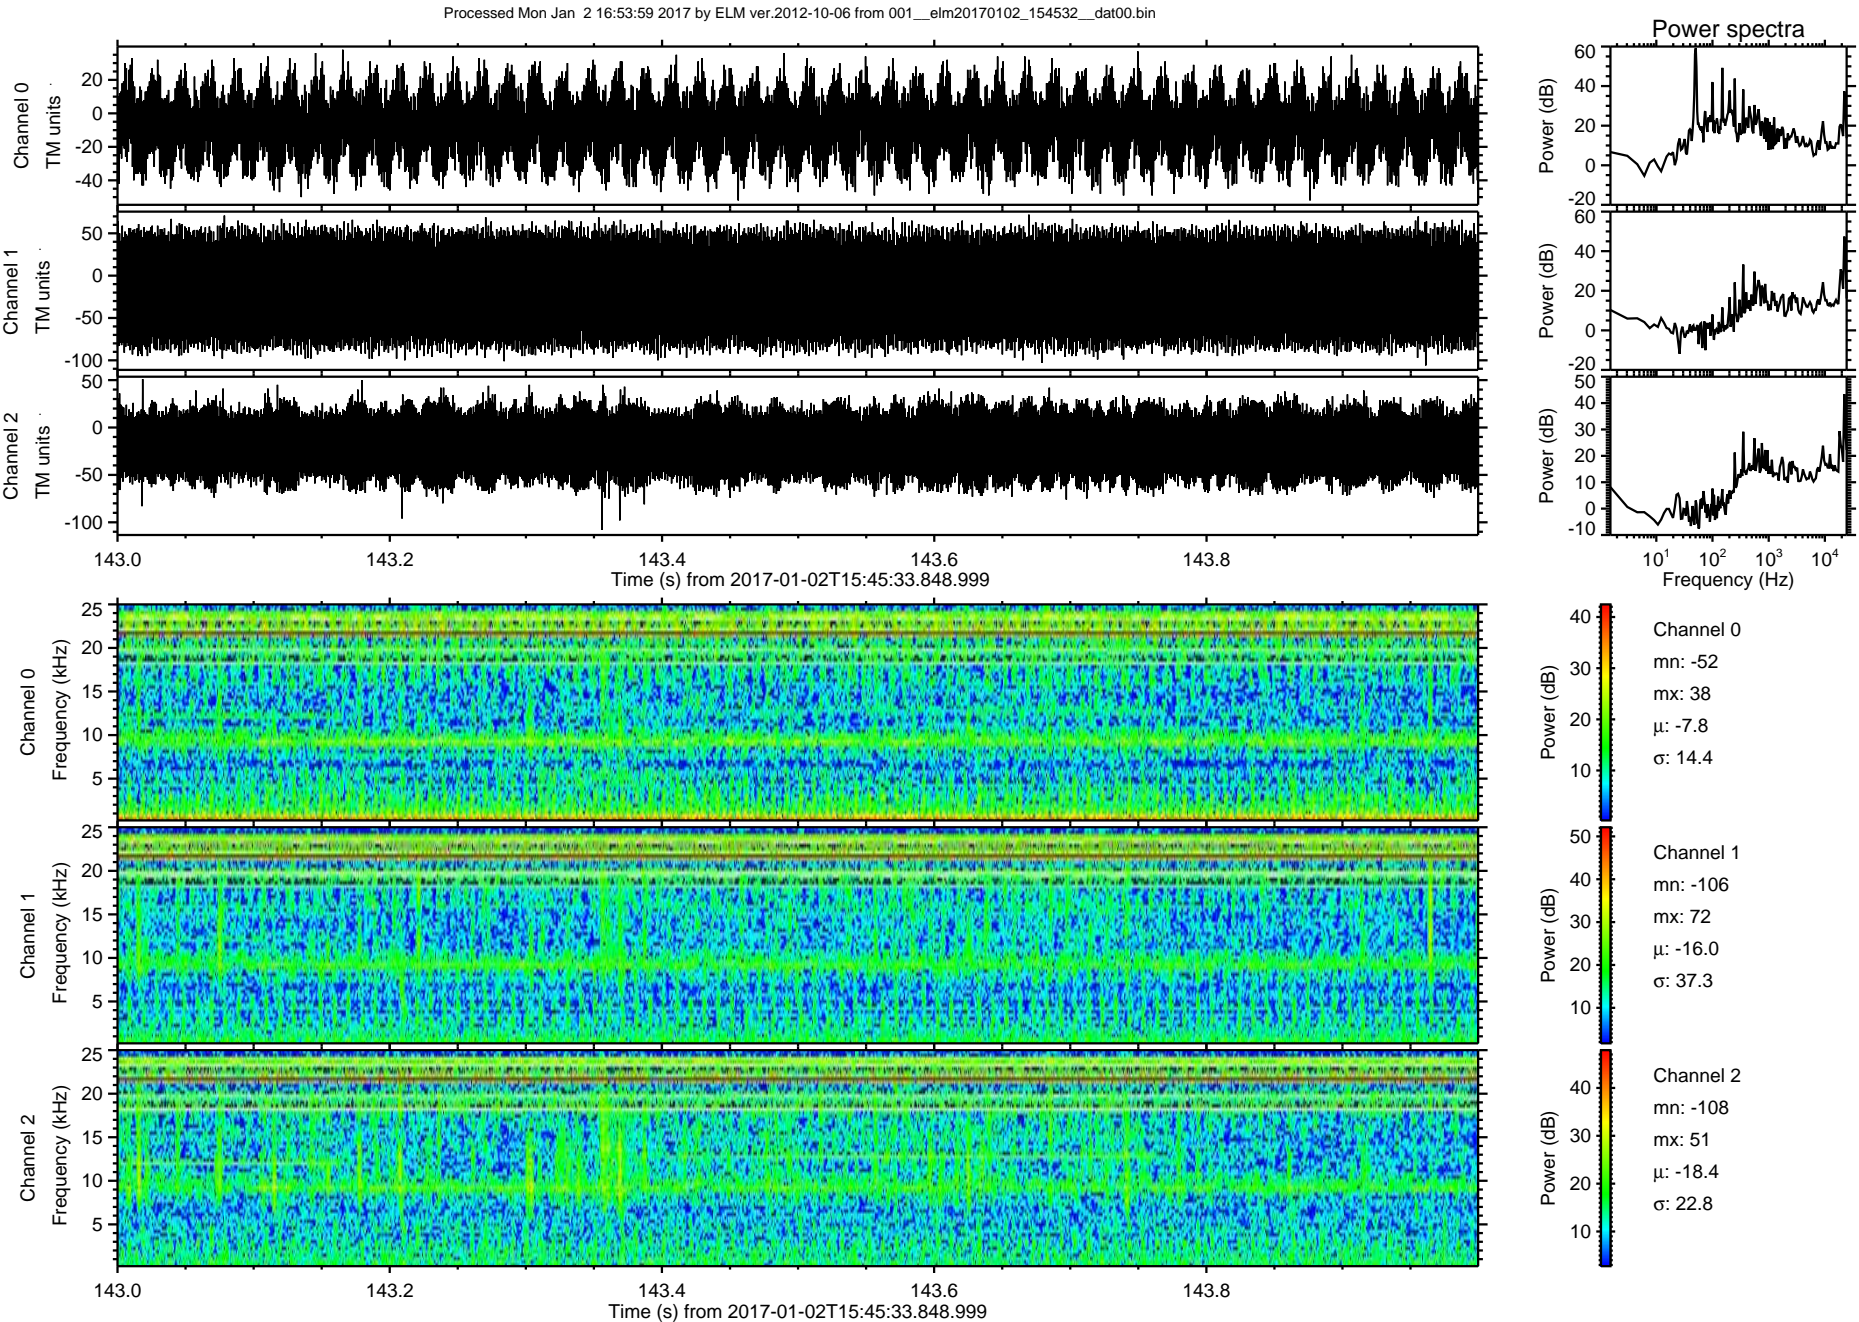 Processed Mon Jan  2 16:53:59 2017 by ELM ver.2012-10-06 from 001__elm20170102_154532__dat00.bin
Power spectra
Channel 0
TM units
20
0
-20
-40
Power (dB)
60
40
20
0
-20
Channel 1
TM units
50
0
-50
-100
Power (dB)
60
40
20
0
-20
Channel 2
TM units
50
0
-50
-100
Power (dB)
50
40
30
20
10
0
-10
143.0 143.2 143.4 143.6 143.8
Time (s) from 2017-01-02T15:45:33.848.999
10^1 10^2 10^3 10^4
Frequency (Hz)
Channel 0
Frequency (kHz)
25
20
15
10
5
Power (dB)
40
30
20
10
Channel 0
mn: -52
mx: 38
μ: -7.8
σ: 14.4
Channel 1
Frequency (kHz)
25
20
15
10
5
Power (dB)
50
40
30
20
10
Channel 1
mn: -106
mx: 72
μ: -16.0
σ: 37.3
Channel 2
Frequency (kHz)
25
20
15
10
5
Power (dB)
40
30
20
10
Channel 2
mn: -108
mx: 51
μ: -18.4
σ: 22.8
143.0 143.2 143.4 143.6 143.8
Time (s) from 2017-01-02T15:45:33.848.999